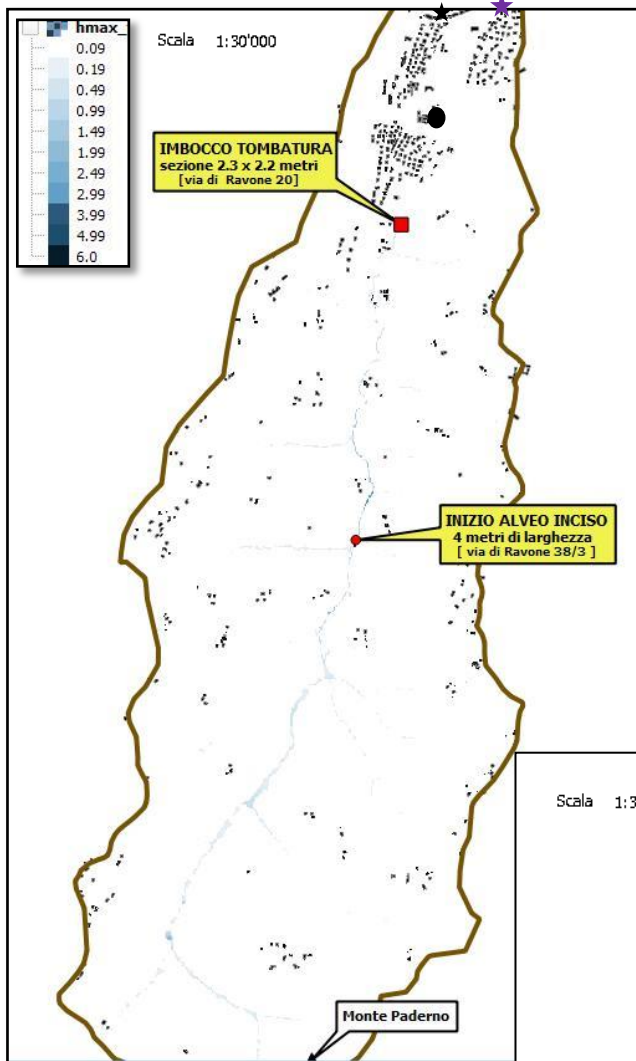 hmax_
0.09
0.19
0.49
0.99
1.49
1.99
2.49
2.99
3.99
4.99
6.0
Scala 1:30'000
IMBOCCO TOMBATURA
sezione 2.3 x 2.2 metri
[via di Ravone 20]
INIZIO ALVEO INCISO
4 metri di larghezza
[ via di Ravone 38/3 ]
Scala 1:3
Monte Paderno